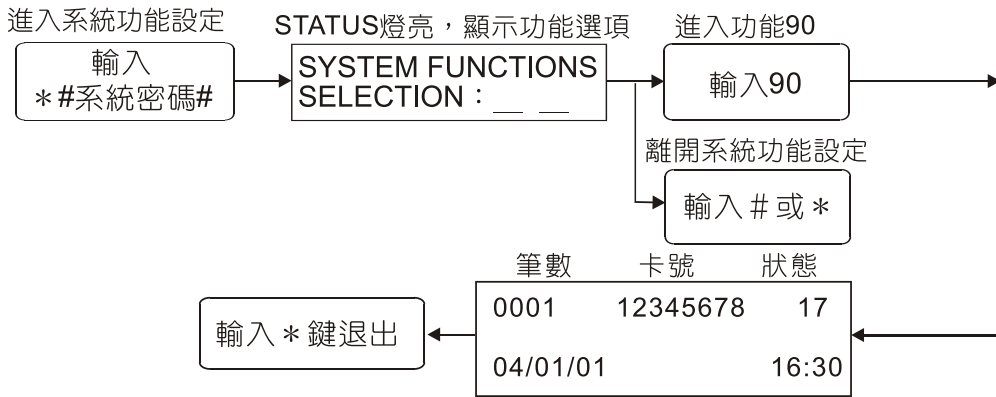 進入系統功能設定
輸入
*#系統密碼#
STATUS燈亮，顯示功能選項
SYSTEM FUNCTIONS
SELECTION：__ __
進入功能90
輸入90
離開系統功能設定
輸入#或*
筆數 卡號 狀態
0001 12345678 17
04/01/01 16:30
輸入*鍵退出